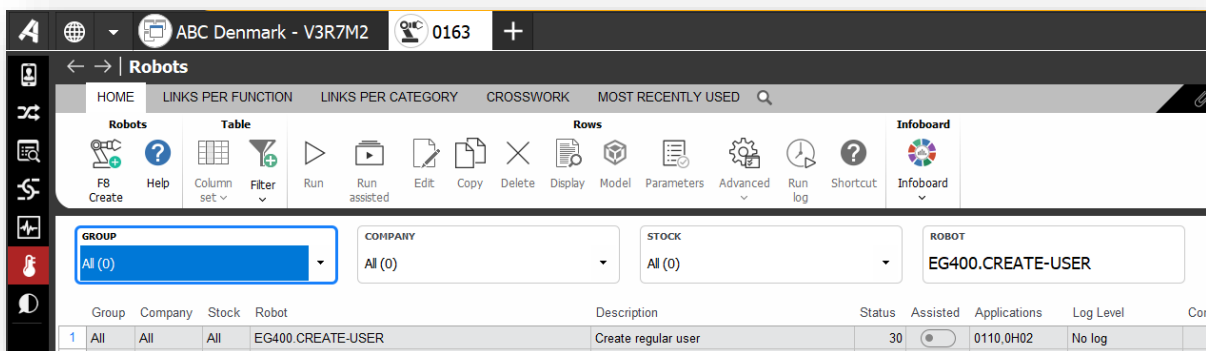 ABC Denmark - V3R7M2 0163
Robots
HOME LINKS PER FUNCTION LINKS PER CATEGORY CROSSWORK MOST RECENTLY USED
Robots Table Rows Infoboard
F8 Create Help Column set Filter Run Run assisted Edit Copy Delete Display Model Parameters Advanced Run log Shortcut Infoboard
GROUP COMPANY STOCK ROBOT
All (0) All (0) All (0) EG400.CREATE-USER
Group Company Stock Robot Description Status Assisted Applications Log Level
1 All All All EG400.CREATE-USER Create regular user 30 0110,0H02 No log